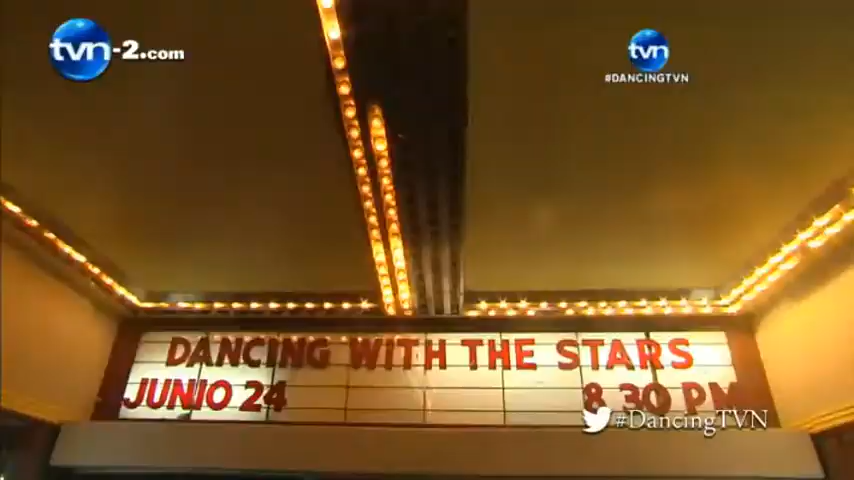 tvn-2.com
tvn
#DANCINGTVN
DANCING WITH THE STARS
JUNIO 24 8 30 PM
#DancingTVN